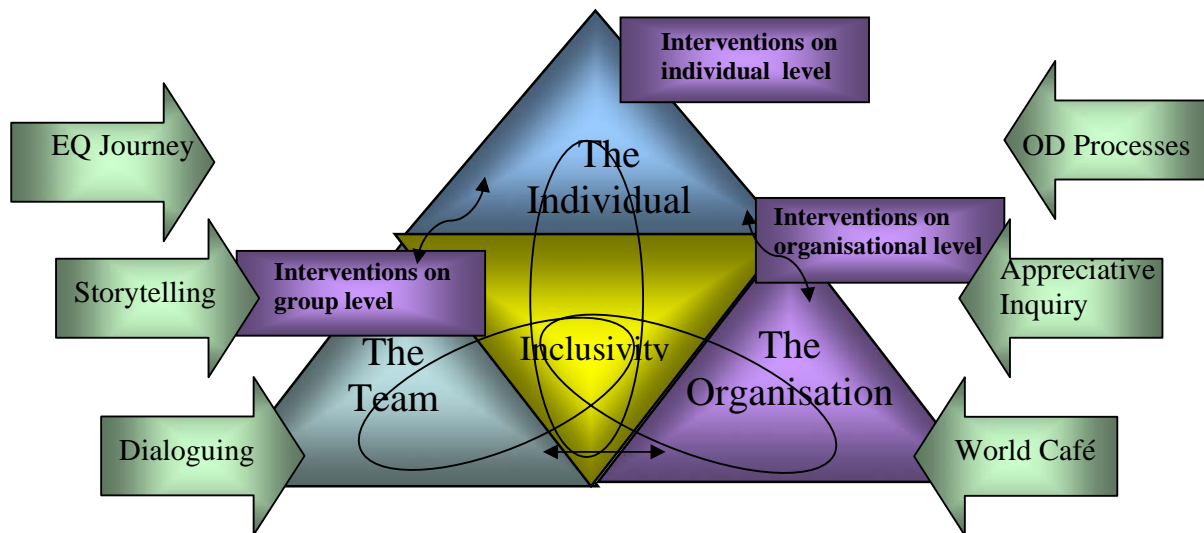 Interventions on
individual level
EQ Journey
OD Processes
The
Individual
Interventions on
organisational level
Interventions on
group level
Storytelling
Appreciative
Inquiry
Inclusivity
The
Team
The
Organisation
Dialoguing
World Café